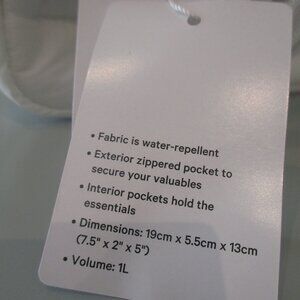 • Fabric is water-repellent
• Exterior zippered pocket to
secure your valuables
• Interior pockets hold the
essentials
• Dimensions: 19cm x 5.5cm x 13cm
(7.5" x 2" x 5")
• Volume: 1L